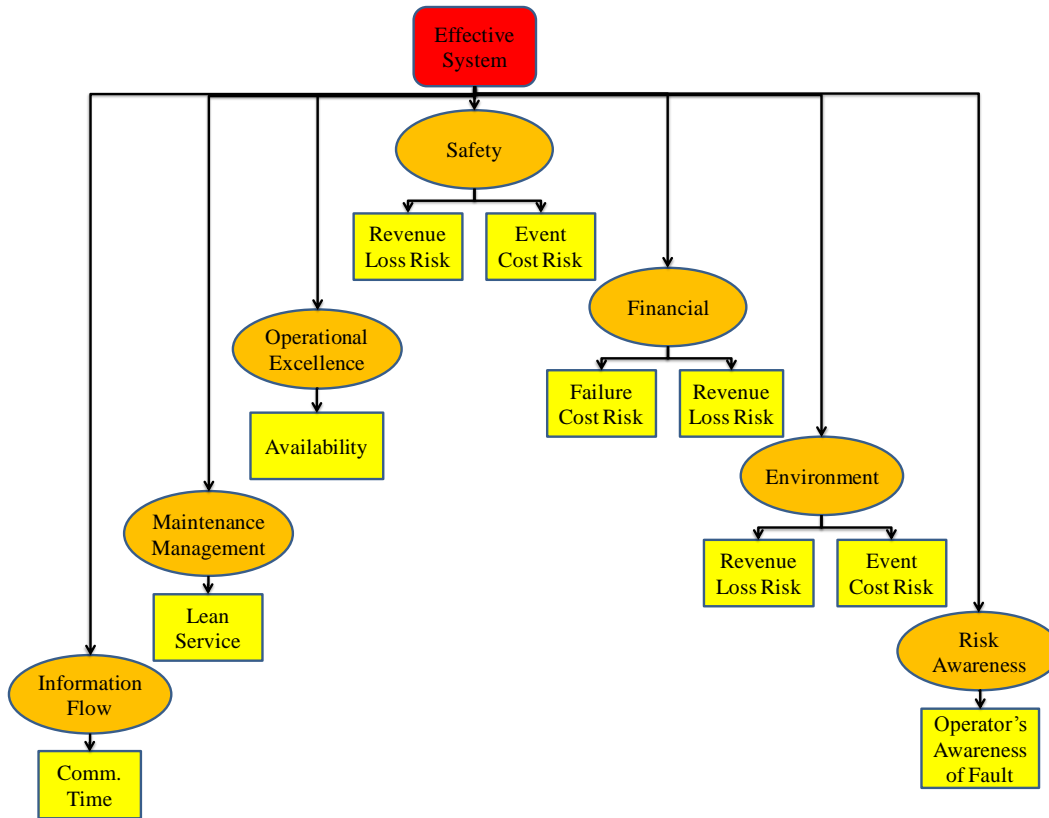 Effective
System
Safety
Revenue
Loss Risk
Event
Cost Risk
Financial
Operational
Excellence
Failure
Cost Risk
Revenue
Loss Risk
Availability
Environment
Maintenance
Management
Revenue
Loss Risk
Event
Cost Risk
Lean
Service
Risk
Awareness
Information
Flow
Operator's
Awareness
of Fault
Comm.
Time